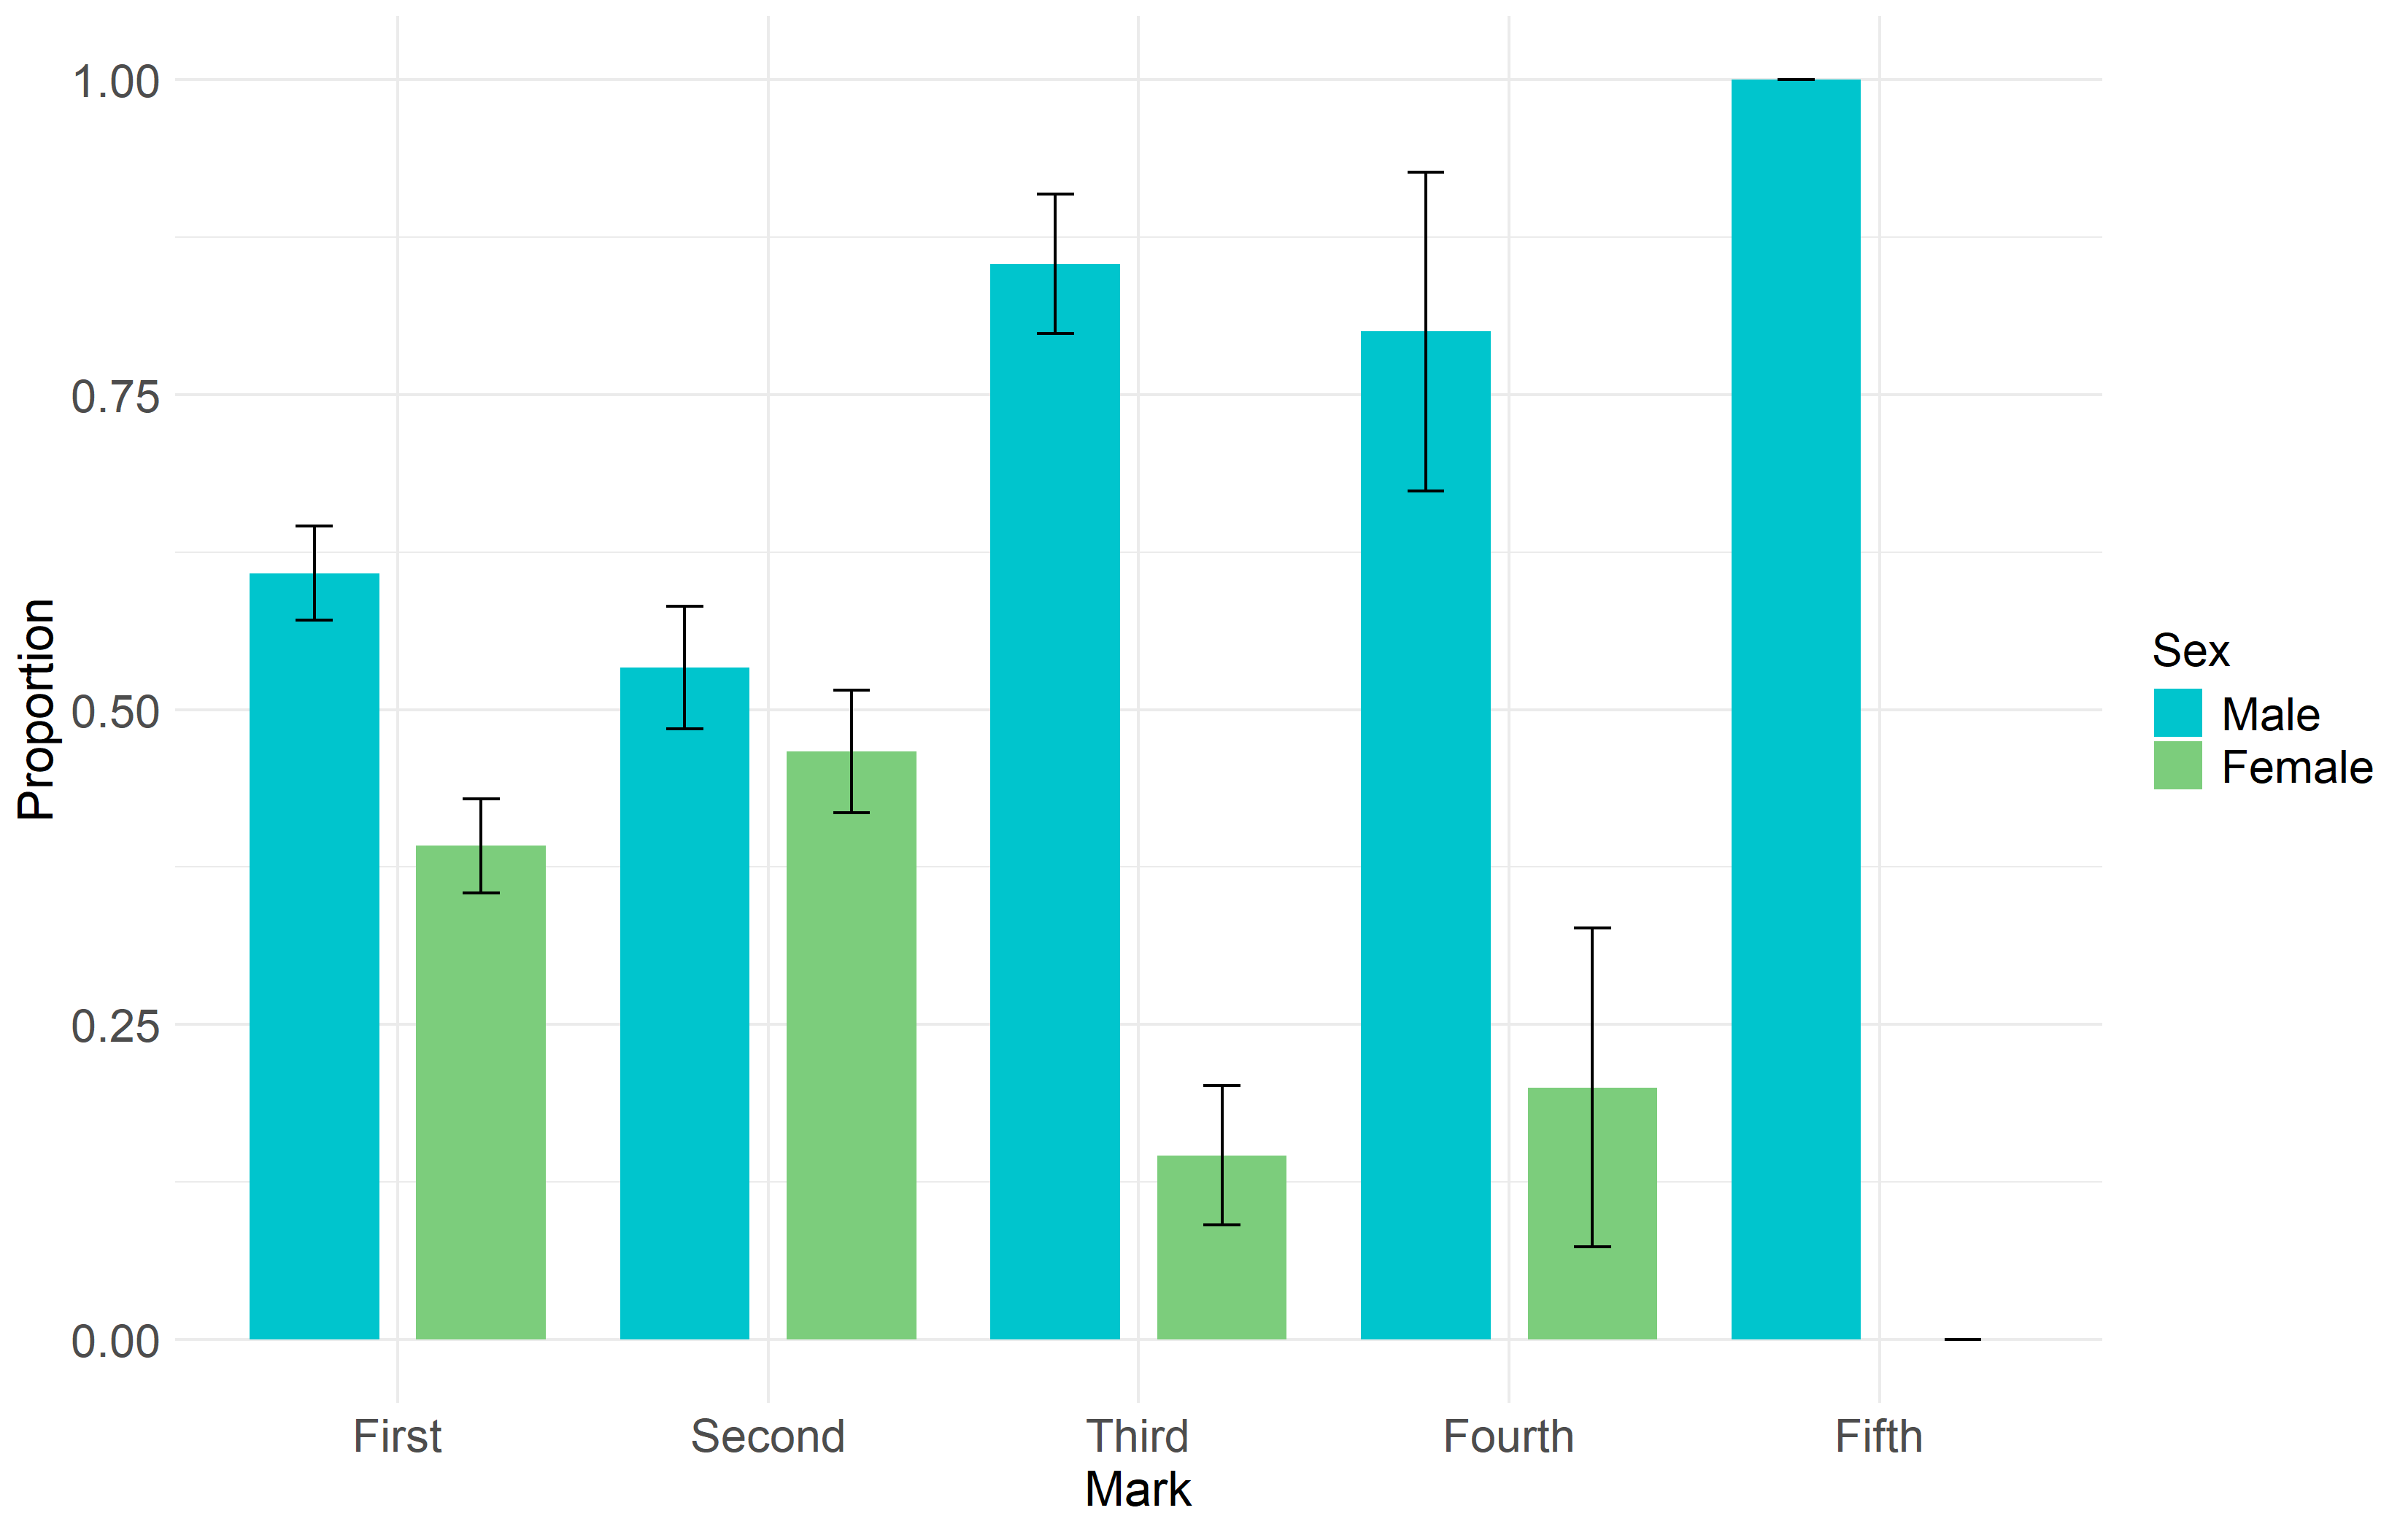 1.00
0.75
0.50
0.25
0.00
Proportion
First Second Third Fourth Fifth
Mark
Sex
Male
Female